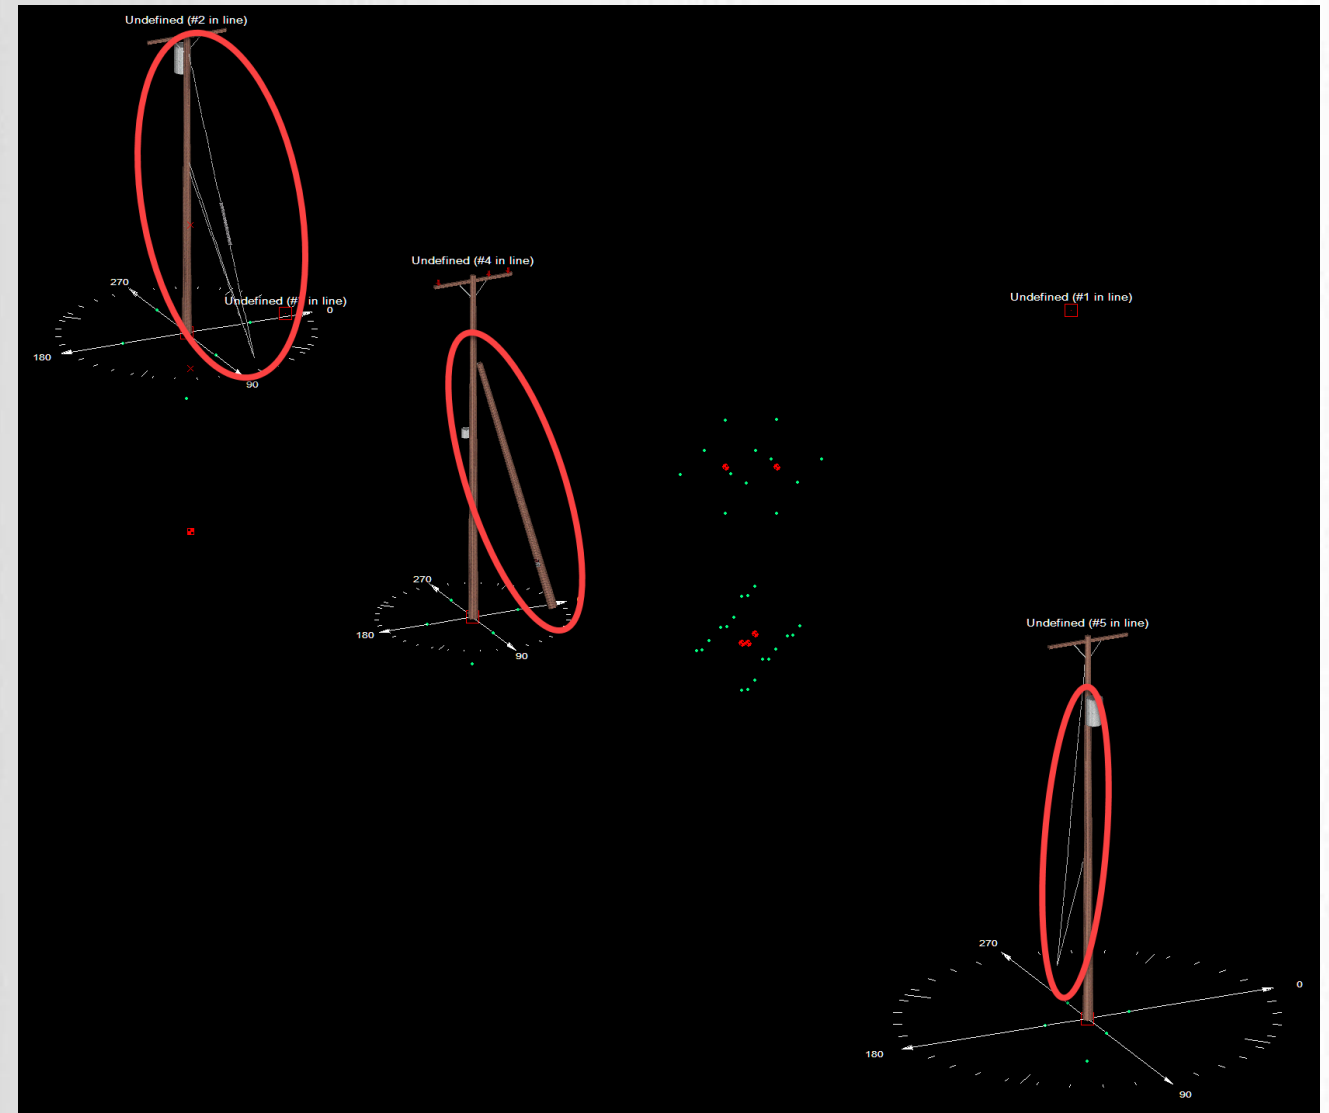 Undefined (#2 in line)
270
Undefined (# in line)
0
180
90
Undefined (#4 in line)
270
180
90
Undefined (#1 in line)
Undefined (#5 in line)
270
0
180
90